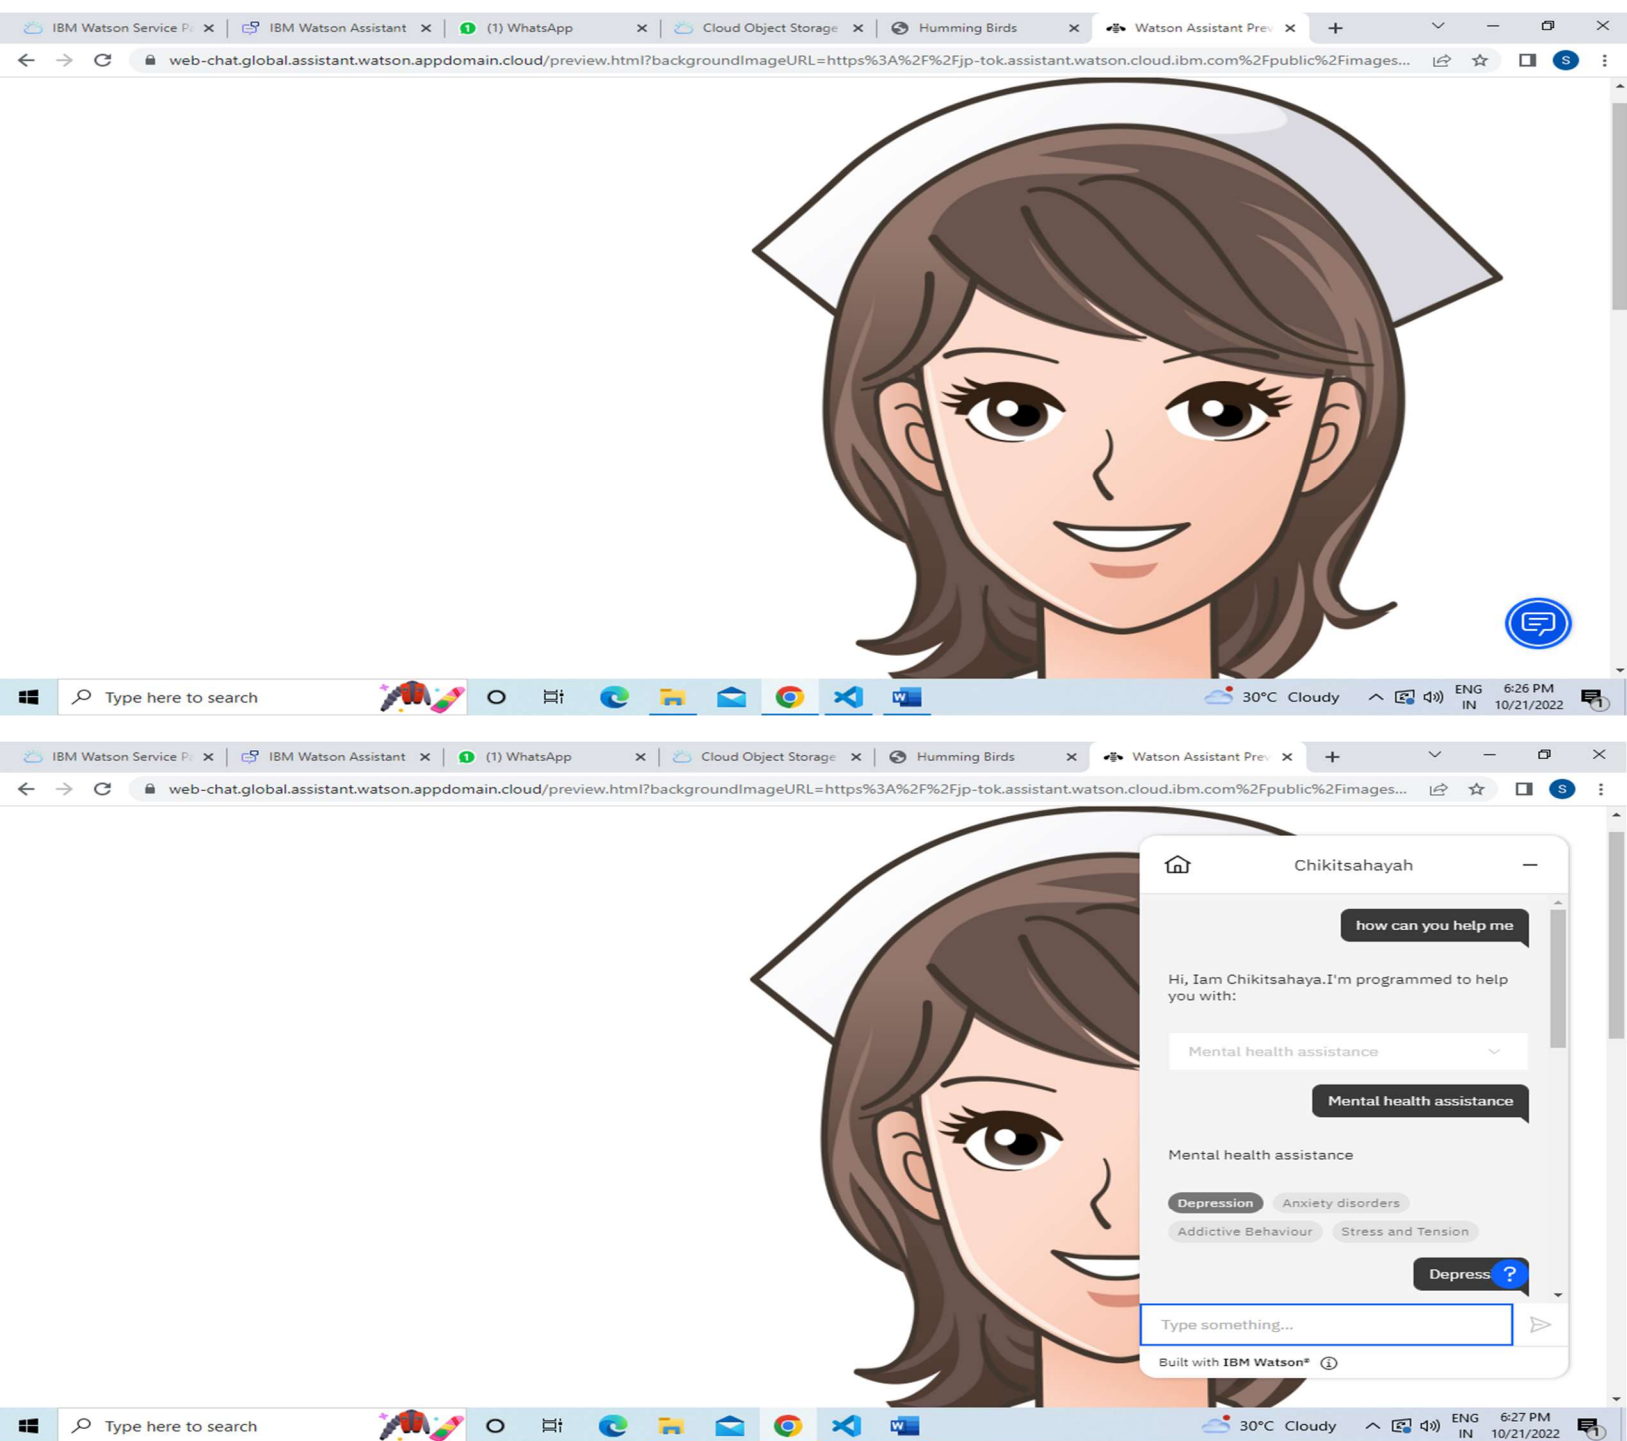 IBM Watson Service Pa
IBM Watson Assistant
1
(1) WhatsApp
Cloud Object Storage
Humming Birds
Watson Assistant Prev
web-chat.global.assistant.watson.appdomain.cloud/preview.html?backgroundImageURL=https%3A%2F%2Fjp-tok.assistant.watson.cloud.ibm.com%2Fpublic%2Fimages...
S
Type here to search
30°C Cloudy
ENG
IN
6:26 PM
10/21/2022
1
IBM Watson Service P
IBM Watson Assistant
1
(1) WhatsApp
Cloud Object Storage
Humming Birds
Watson Assistant Prev
web-chat.global.assistant.watson.appdomain.cloud/preview.html?backgroundImageURL=https%3A%2F%2Fjp-tok.assistant.watson.cloud.ibm.com%2Fpublic%2Fimages...
S
Chikitsahayah
how can you help me
Hi, Iam Chikitsahaya.I'm programmed to help
you with:
Mental health assistance
Mental health assistance
Mental health assistance
Depression Anxiety disorders
Addictive Behaviour Stress and Tension
Depress ?
Type something...
Built with IBM Watson®
Type here to search
30°C Cloudy
ENG
IN
6:27 PM
10/21/2022
1